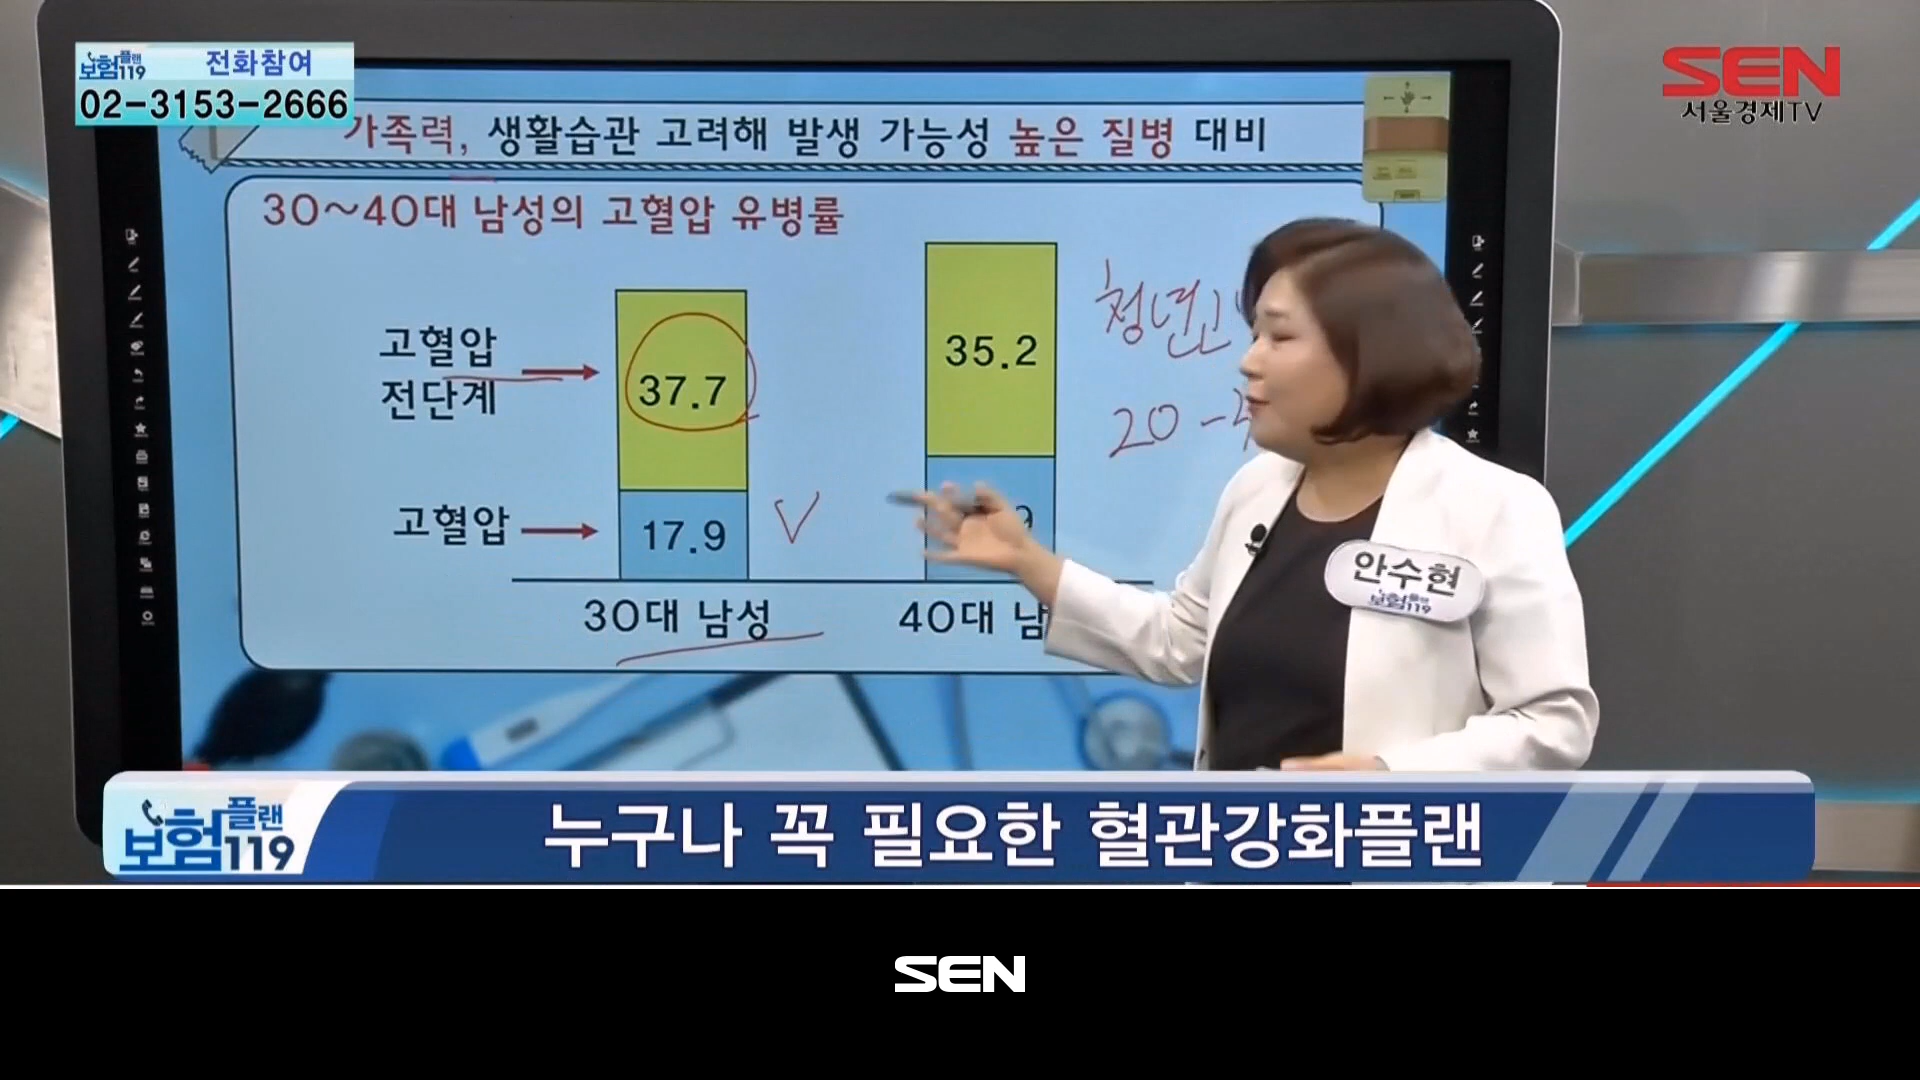 보험플랜119 전화참여
02-3153-2666
SEN
서울경제TV
가족력, 생활습관 고려해 발생 가능성 높은 질병 대비
30~40대 남성의 고혈압 유병률
고혈압
전단계
37.7
35.2
청년
20-
고혈압
17.9
9
30대 남성
40대 남
안수현
보험플랜119
보험플랜119
누구나 꼭 필요한 혈관강화플랜
SEN